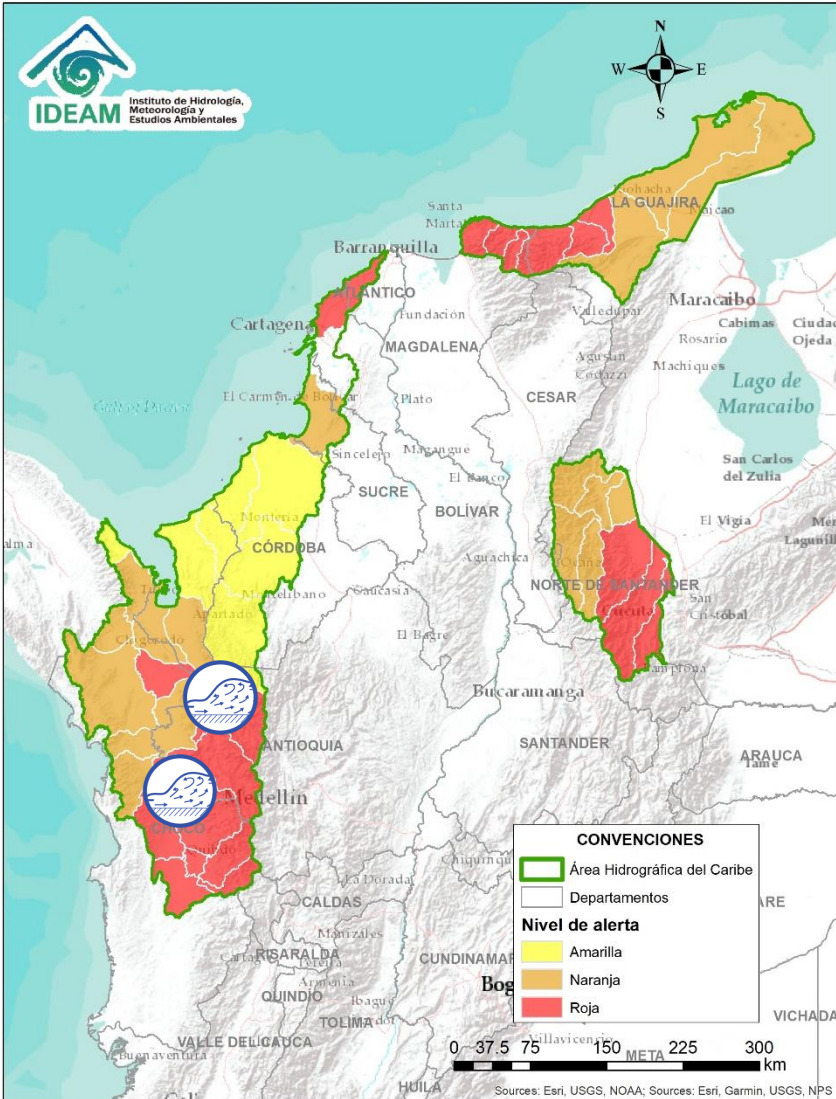 IDEAM
Instituto de Hidrología,
Meteorología y
Estudios Ambientales
N
W
E
S
Santa
Marta
Riohacha
LA GUAJIRA
Maicao
Barranquilla
ATLÁNTICO
Cartagena
Fundación
Valledupar
Maracaibo
Cabimas
Ciudad
Ojeda
Rosario
MAGDALENA
Machiques
Agustín
Codazzi
Lago de
Maracaibo
El Carmen de Bolívar
Plato
CESAR
Sincelejo
Magangue
San Carlos
del Zulia
El Banco
SUCRE
BOLÍVAR
Montería
El Vigía
CÓRDOBA
Aguachica
Ocaña
NORTE DE SANTANDER
San
Cristóbal
Turbo
Apartadó
Montelibano
Caucasia
Cúcuta
Chigorodó
El Bagre
Pamplona
Bucaramanga
ANTIOQUIA
SANTANDER
ARAUCA
Tame
Medellín
CHOCÓ
Quibdó
CONVENCIONES
Área Hidrográfica del Caribe
Departamentos
Nivel de alerta
Amarilla
Naranja
Roja
La Dorada
CALDAS
Manizales
RISARALDA
Pereira
Armenia
QUINDÍO
Ibagué
TOLIMA
VALLE DEL CAUCA
Buenaventura
Villavicencio
META
VICHADA
HUILA
0 37.5 75 150 225 300
km
Sources: Esri, USGS, NOAA; Sources: Esri, Garmin, USGS, NPS